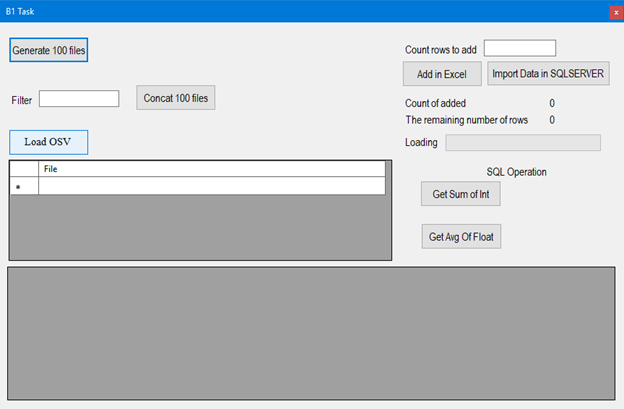 B1 Task
x
Generate 100 files
Count rows to add
Add in Excel
Import Data in SQLSERVER
Filter
Concat 100 files
Count of added 0
The remaining number of rows 0
Load OSV
Loading
File
*
SQL Operation
Get Sum of Int
Get Avg Of Float